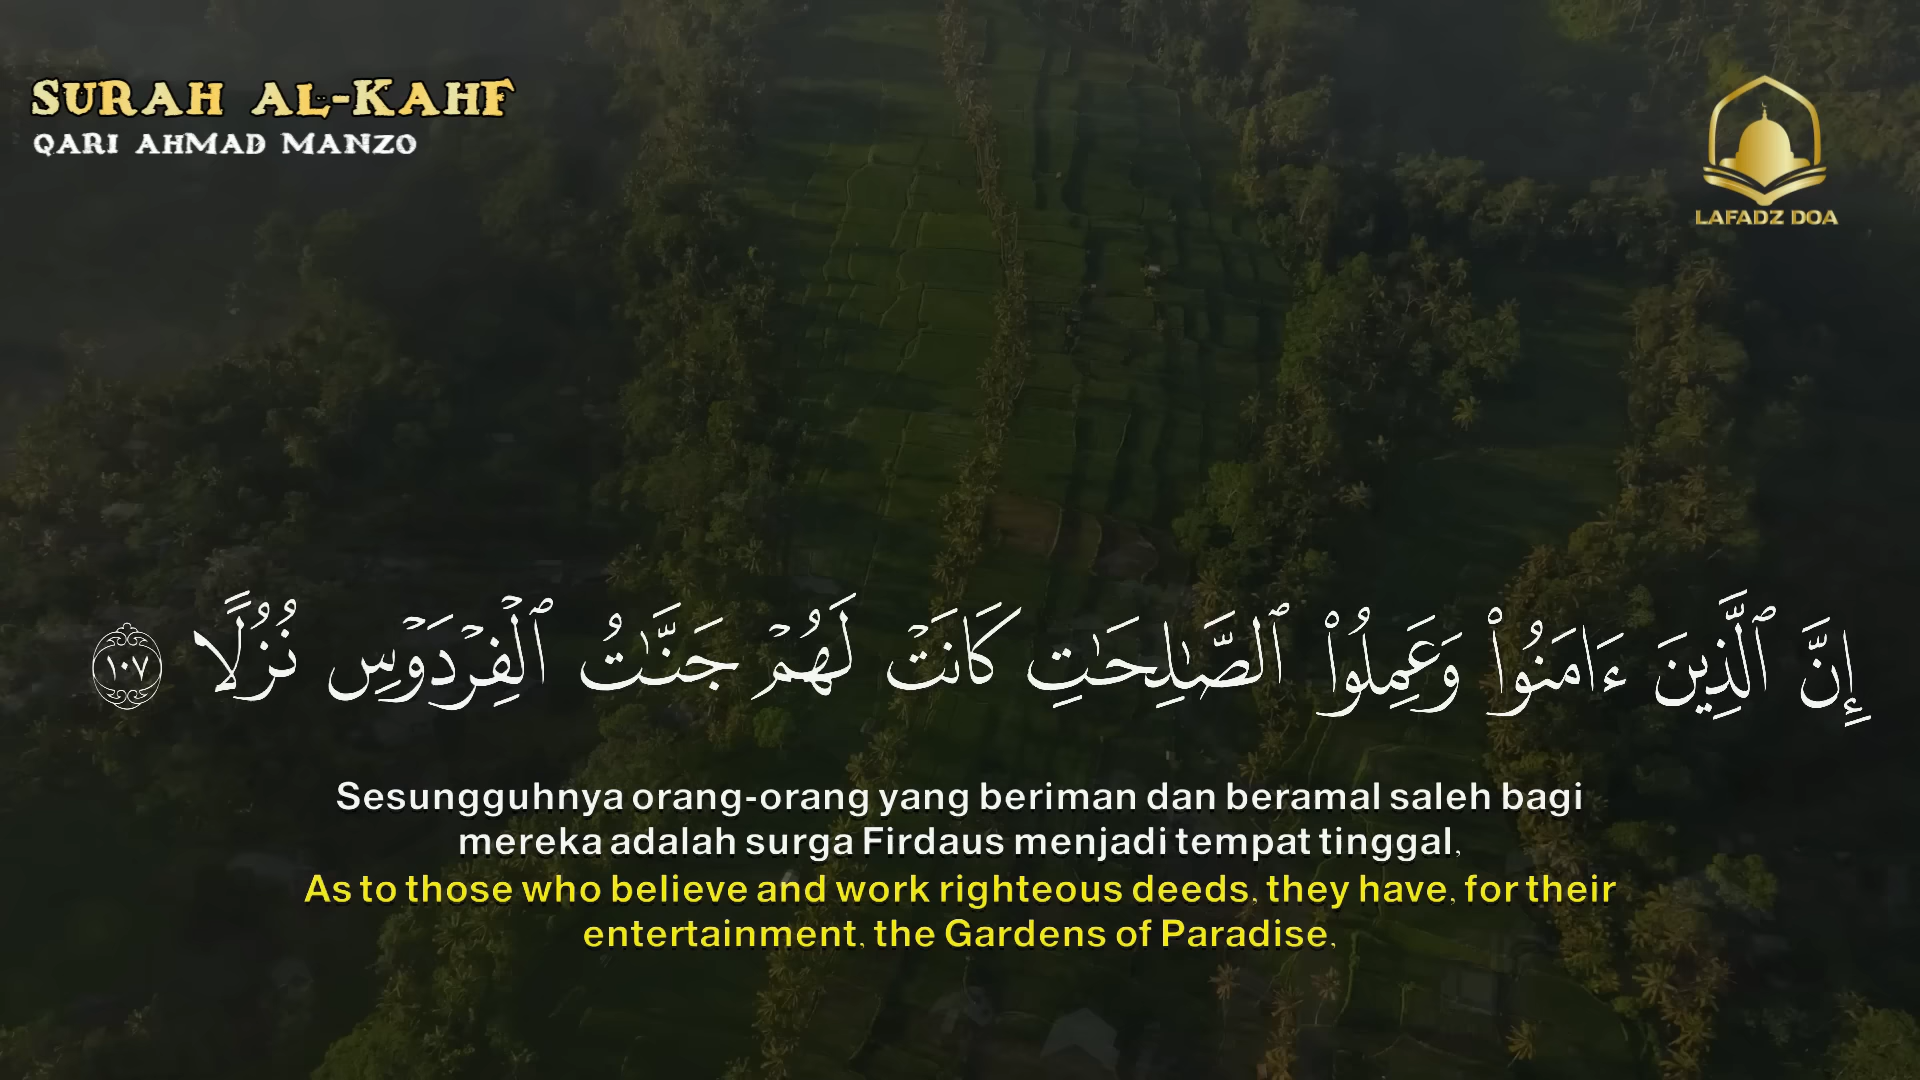 SURAH AL-KAHF
QARI AHMAD MANZO
LAFADZ DOA
إِنَّ ٱلَّذِينَ ءَامَنُوا۟ وَعَمِلُوا۟ ٱلصَّٰلِحَٰتِ كَانَتْ لَهُمْ جَنَّٰتُ ٱلْفِرْدَوْسِ نُزُلًا ١٠٧
Sesungguhnya orang-orang yang beriman dan beramal saleh bagi
mereka adalah surga Firdaus menjadi tempat tinggal,
As to those who believe and work righteous deeds, they have, for their
entertainment, the Gardens of Paradise,